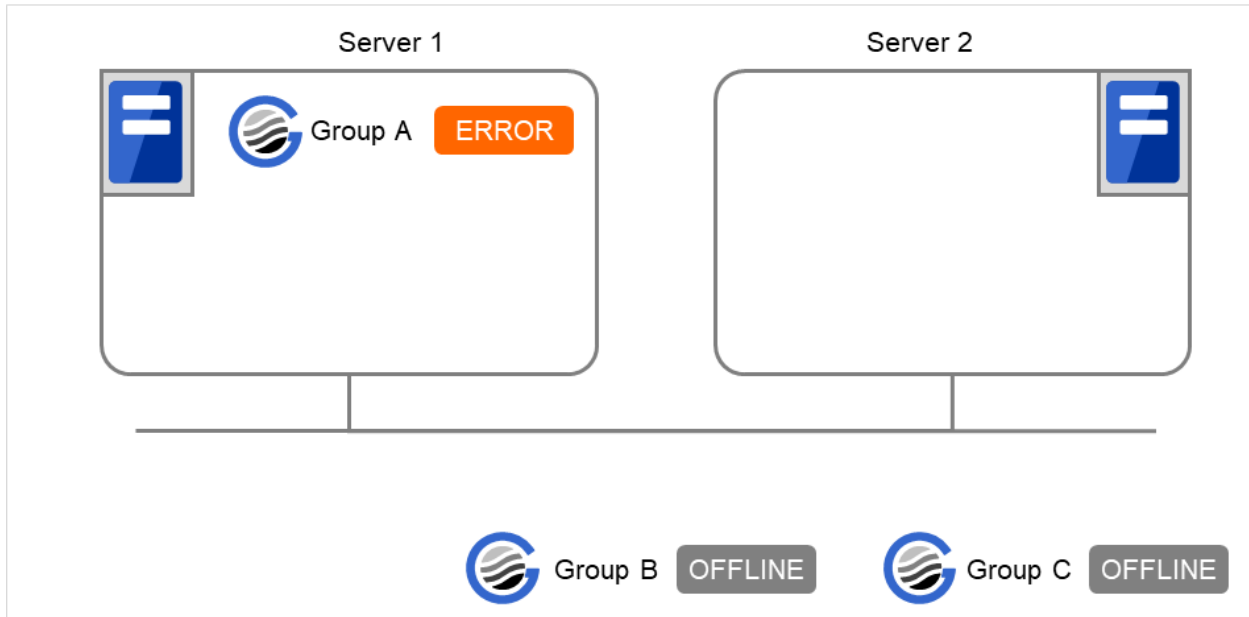 Server 1
Server 2
Group A ERROR
Group B OFFLINE
Group C OFFLINE